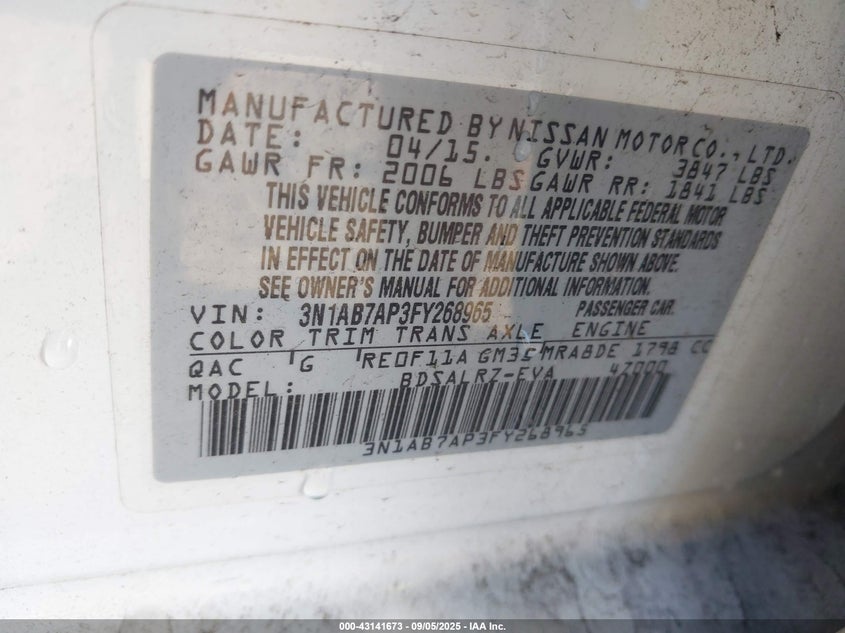 MANUFACTURED BY NISSAN MOTOR CO., LTD.
DATE: 04/15. GVWR: 3847 LBS
GAWR FR: 2006 LBS GAWR RR: 1841 LBS
THIS VEHICLE CONFORMS TO ALL APPLICABLE FEDERAL MOTOR
VEHICLE SAFETY, BUMPER AND THEFT PREVENTION STANDARDS
IN EFFECT ON THE DATE OF MANUFACTURE SHOWN ABOVE.
SEE OWNER'S MANUAL FOR ADDITIONAL INFORMATION.
VIN: 3N1AB7AP3FY268965 PASSENGER CAR.
COLOR TRIM TRANS AXLE ENGINE
QAC G RE0F11A GM35 MRA8DE 1798 CC
MODEL: BDSALRZ-EVA 47000
3N1AB7AP3FY268965
000-43141673 - 09/05/2025 - IAA Inc.